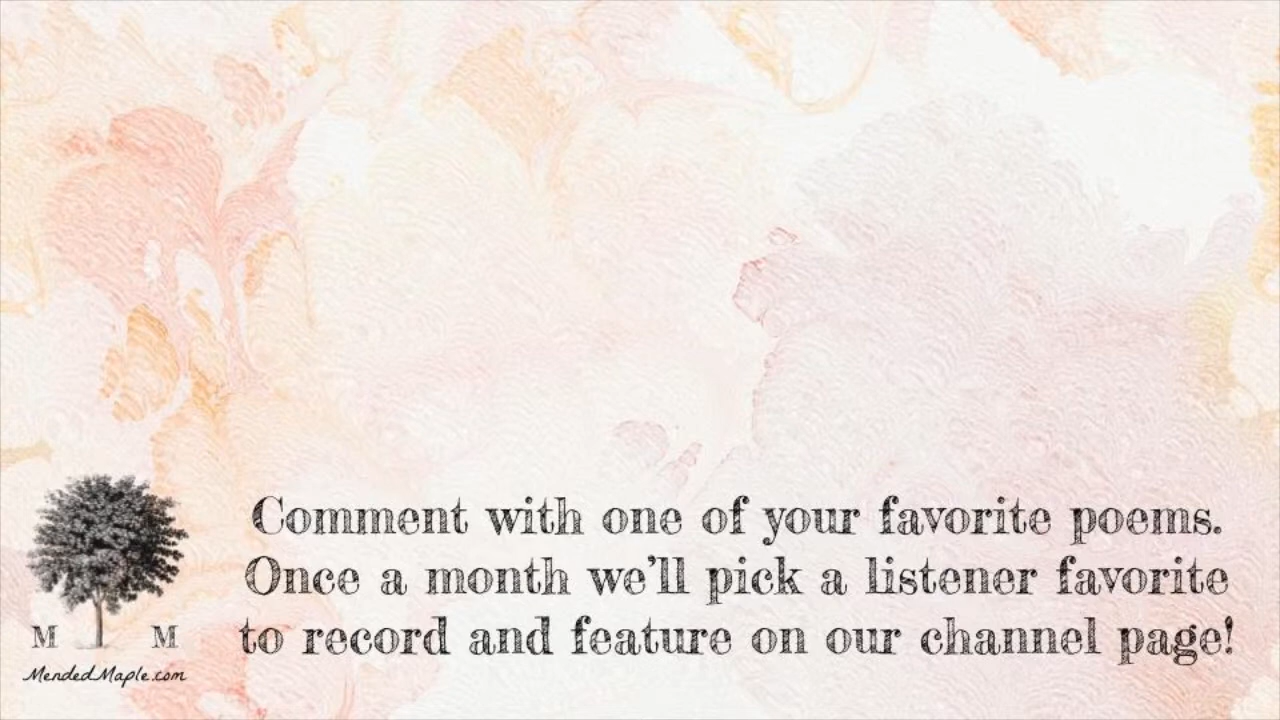 Comment with one of your favorite poems.
Once a month we'll pick a listener favorite
to record and feature on our channel page!
M M
MendedMaple.com